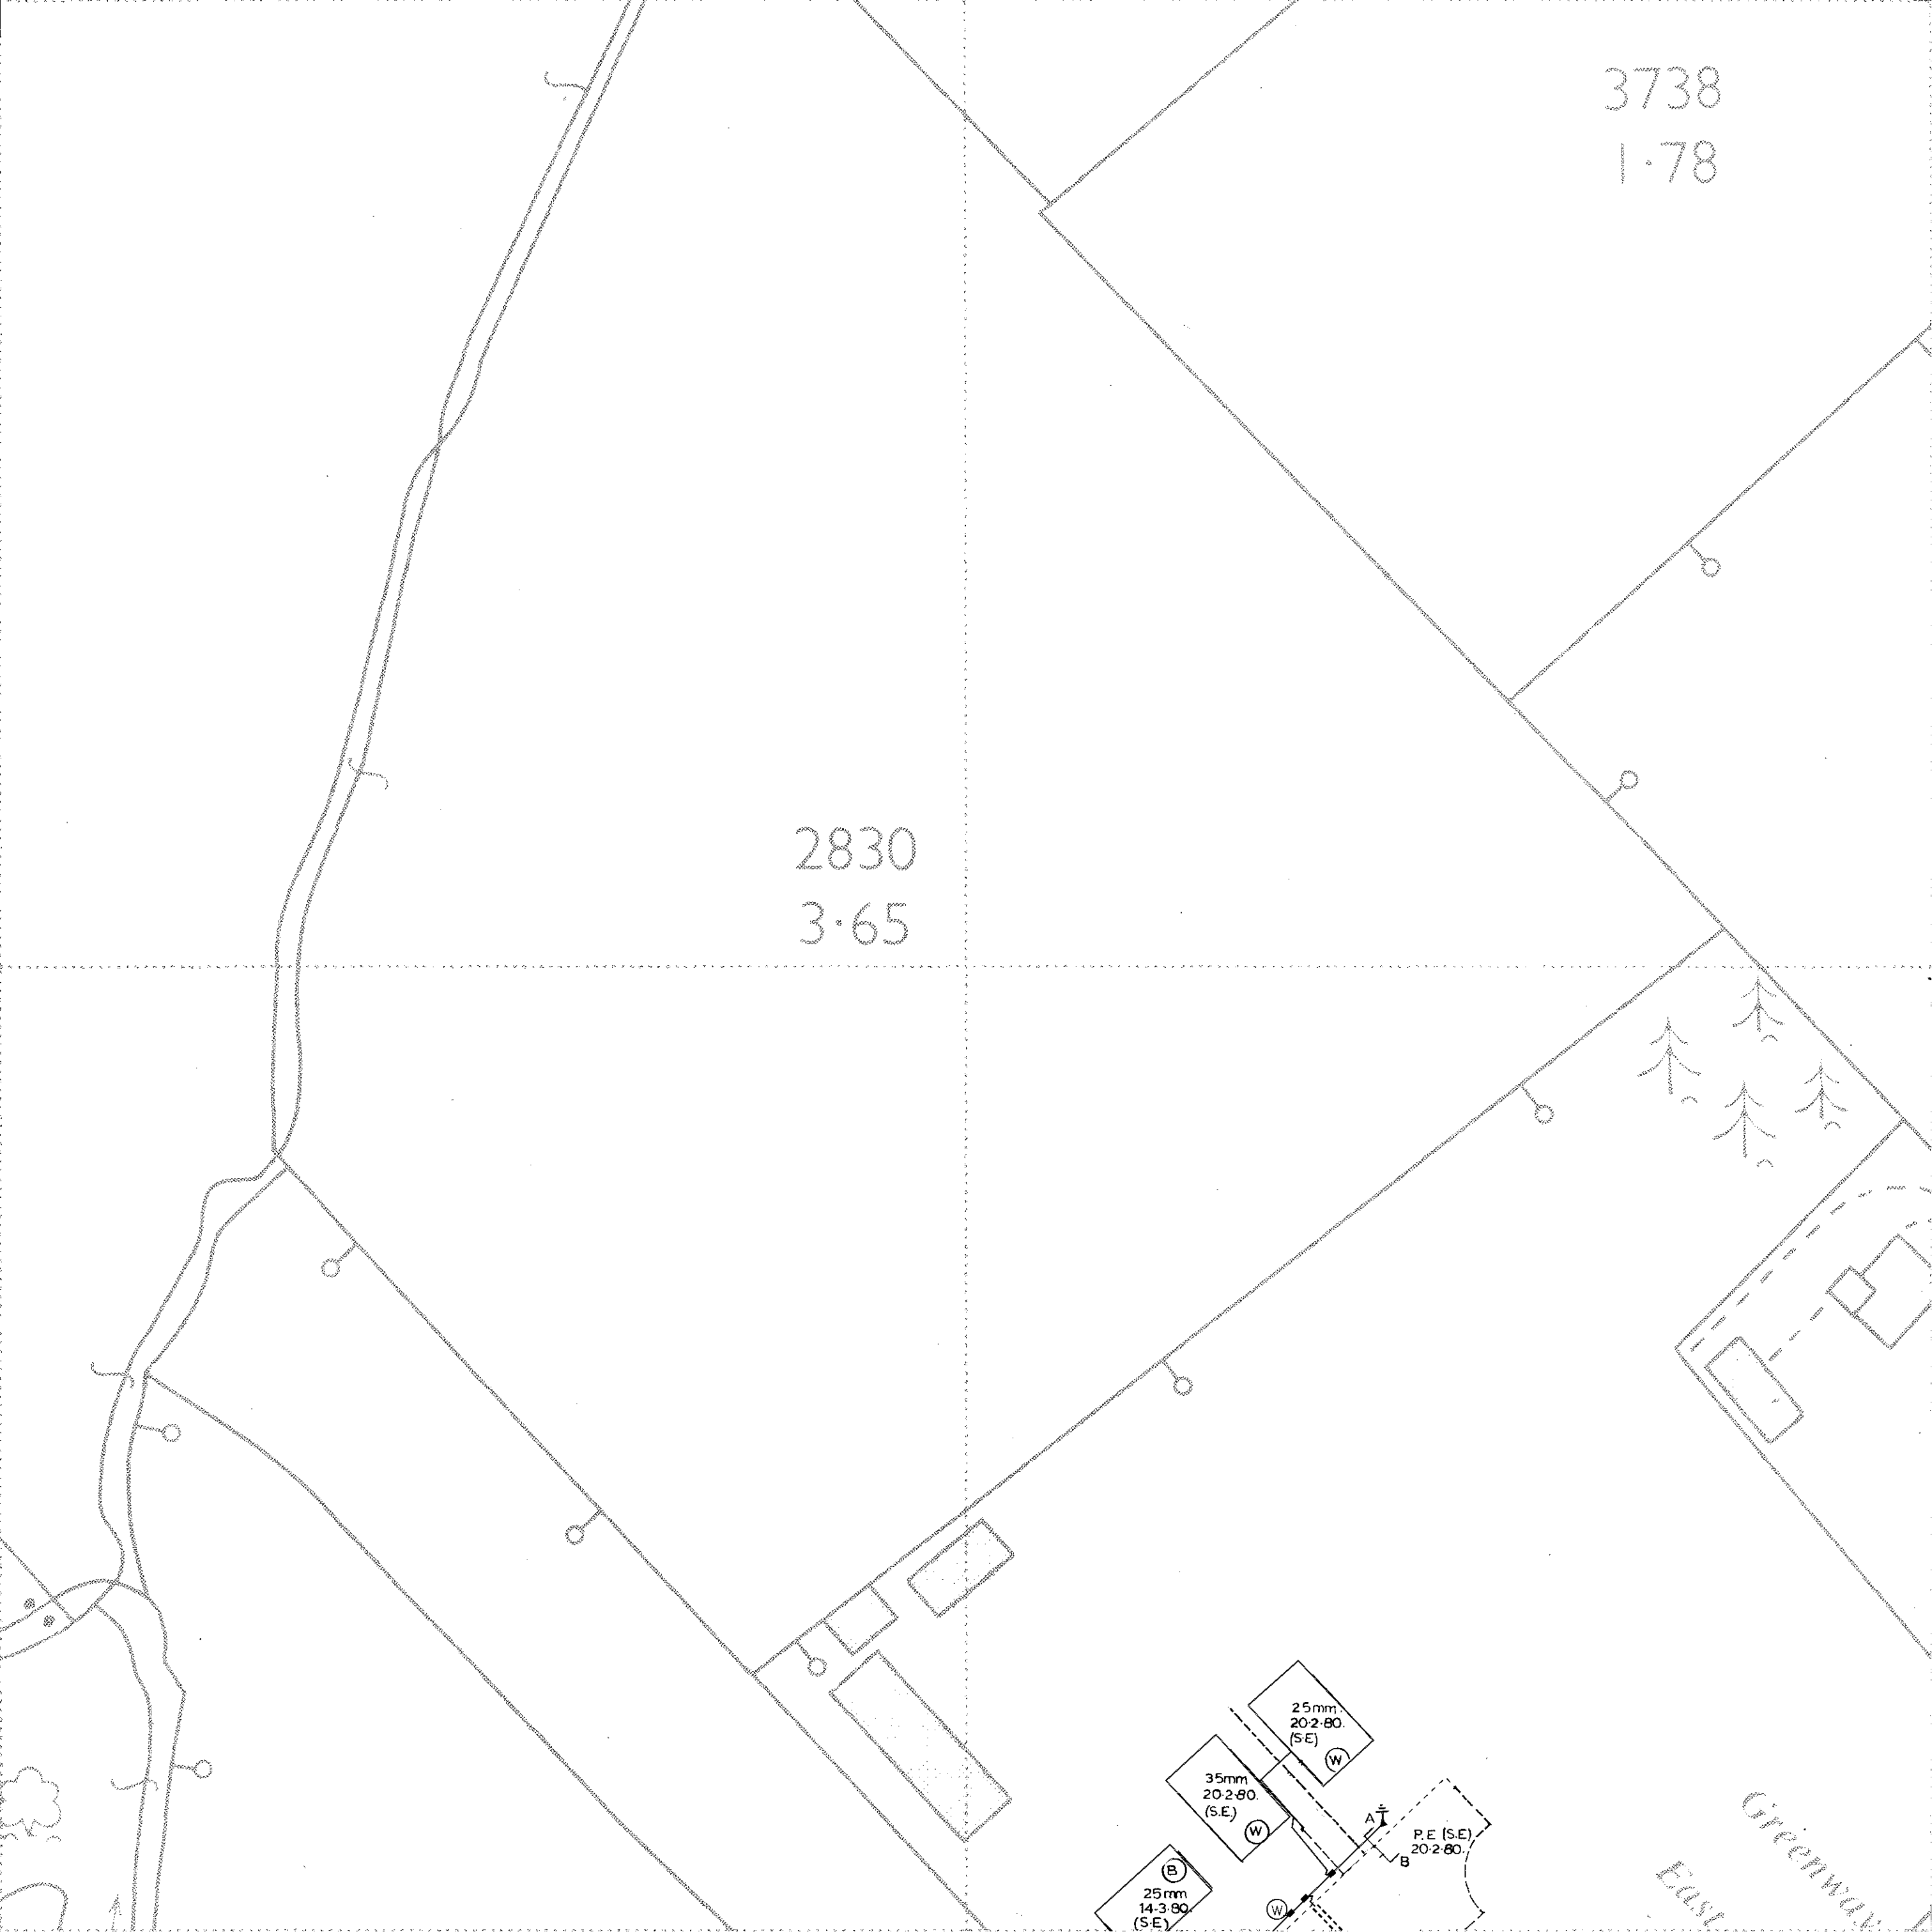 3738
1·78
2830
3·65
25mm.
20·2·80.
(S.E)
W
35mm
20·2·80.
(S.E.)
W
A
P.E (S.E)
20·2·80.
B
B
25mm
14·3·80.
(S.E)
W
Greenway
East